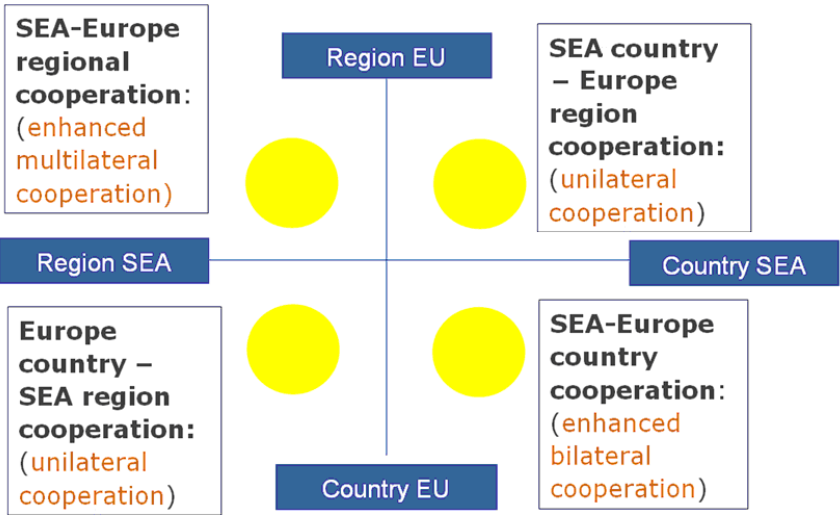 SEA-Europe
regional
cooperation:
(enhanced
multilateral
cooperation)
Region EU
SEA country
– Europe
region
cooperation:
(unilateral
cooperation)
Region SEA
Country SEA
Europe
country –
SEA region
cooperation:
(unilateral
cooperation)
Country EU
SEA-Europe
country
cooperation:
(enhanced
bilateral
cooperation)